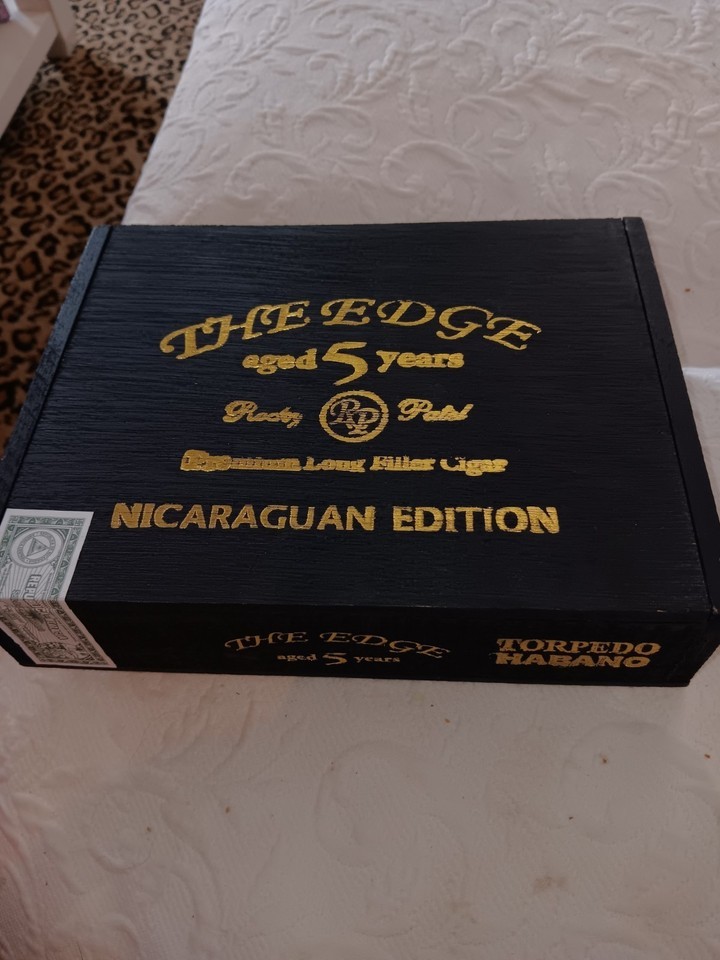 THE EDGE
aged 5 years
Rocky RP Patel
Premium Long Filler Cigar
NICARAGUAN EDITION
THE EDGE
aged 5 years
TORPEDO
HABANO